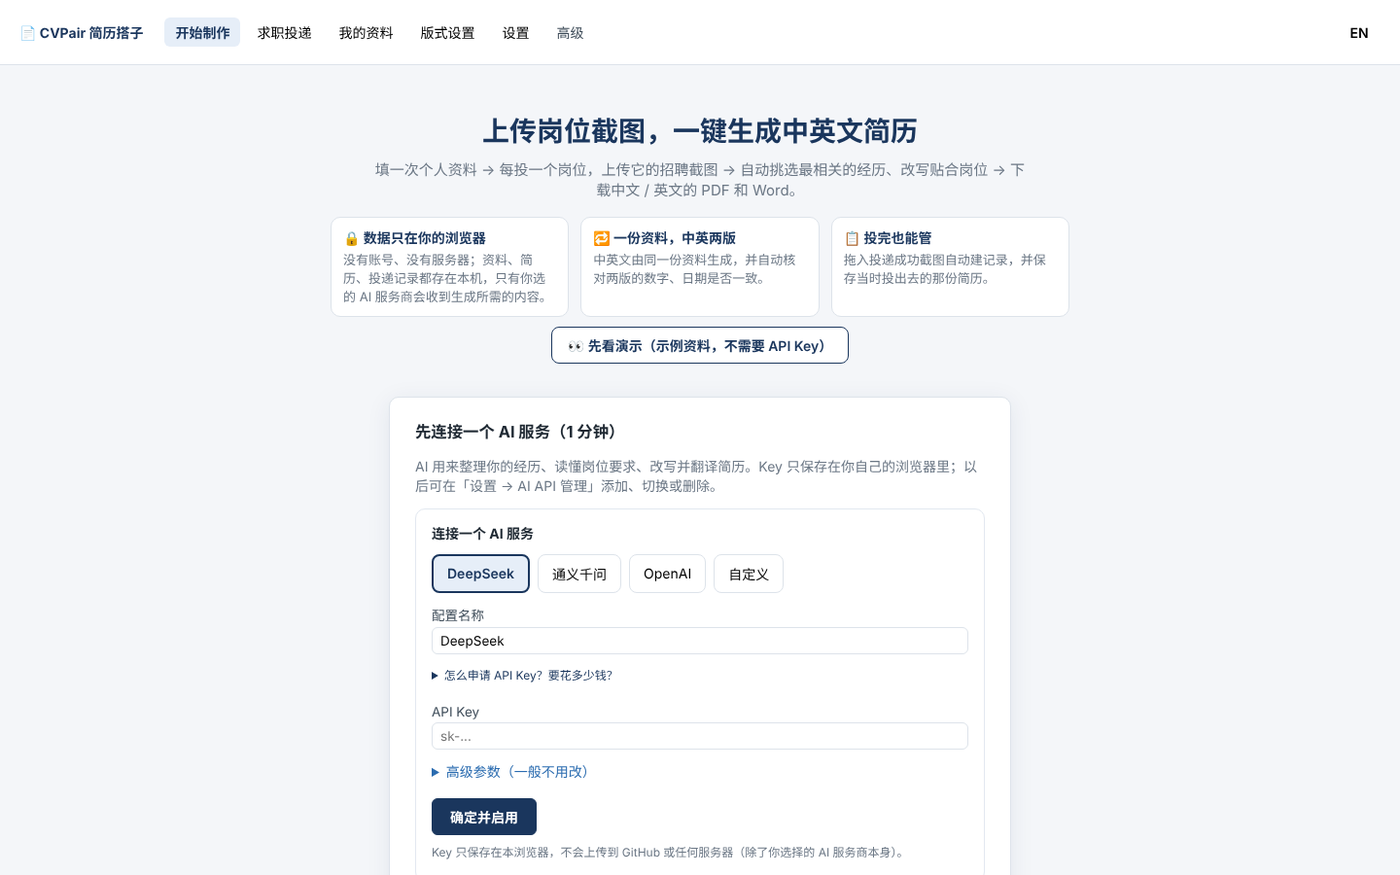 📄 CVPair 简历搭子
开始制作
求职投递
我的资料
版式设置
设置
高级
EN
上传岗位截图，一键生成中英文简历
填一次个人资料 → 每投一个岗位，上传它的招聘截图 → 自动挑选最相关的经历、改写贴合岗位 → 下
载中文 / 英文的 PDF 和 Word。
🔒 数据只在你的浏览器
没有账号、没有服务器；资料、简
历、投递记录都存在本机，只有你选
的 AI 服务商会收到生成所需的内容。
🔁 一份资料，中英两版
中英文由同一份资料生成，并自动核
对两版的数字、日期是否一致。
📋 投完也能管
拖入投递成功截图自动建记录，并保
存当时投出去的那份简历。
👀 先看演示（示例资料，不需要 API Key）
先连接一个 AI 服务（1 分钟）
AI 用来整理你的经历、读懂岗位要求、改写并翻译简历。Key 只保存在你自己的浏览器里；以
后可在「设置 → AI API 管理」添加、切换或删除。
连接一个 AI 服务
DeepSeek
通义千问
OpenAI
自定义
配置名称
DeepSeek
▶ 怎么申请 API Key？要花多少钱？
API Key
sk-...
▶ 高级参数（一般不用改）
确定并启用
Key 只保存在本浏览器，不会上传到 GitHub 或任何服务器（除了你选择的 AI 服务商本身）。